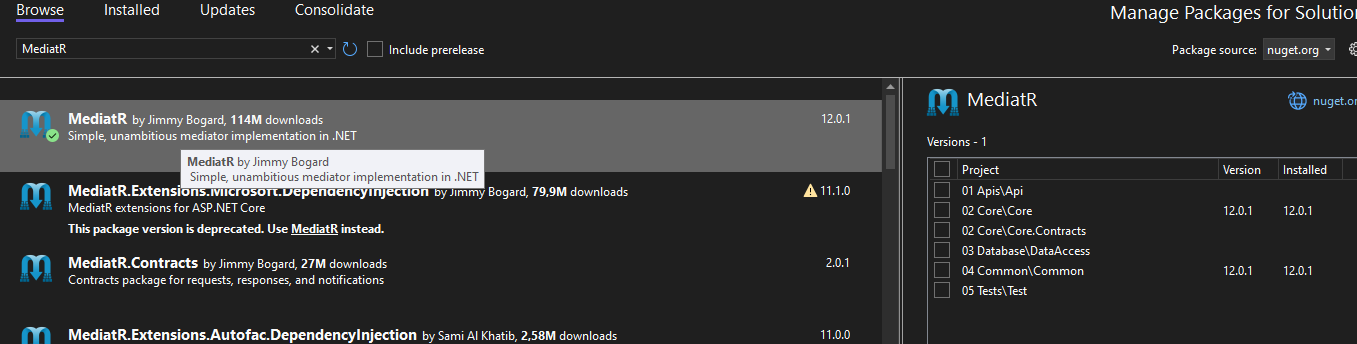 Browse Installed Updates Consolidate
Manage Packages for Solution
MediatR
Include prerelease
Package source: nuget.org
MediatR by Jimmy Bogard, 114M downloads 12.0.1
Simple, unambitious mediator implementation in .NET
MediatR by Jimmy Bogard
Simple, unambitious mediator implementation in .NET
MediatR.Extensions.Microsoft.DependencyInjection by Jimmy Bogard, 79,9M downloads 11.1.0
MediatR extensions for ASP.NET Core
This package version is deprecated. Use MediatR instead.
MediatR.Contracts by Jimmy Bogard, 27M downloads 2.0.1
Contracts package for requests, responses, and notifications
MediatR.Extensions.Autofac.DependencyInjection by Sami Al Khatib, 2,58M downloads 11.0.0
MediatR nuget.or
Versions - 1
Project Version Installed
01 Apis\Api
02 Core\Core 12.0.1 12.0.1
02 Core\Core.Contracts
03 Database\DataAccess
04 Common\Common 12.0.1 12.0.1
05 Tests\Test